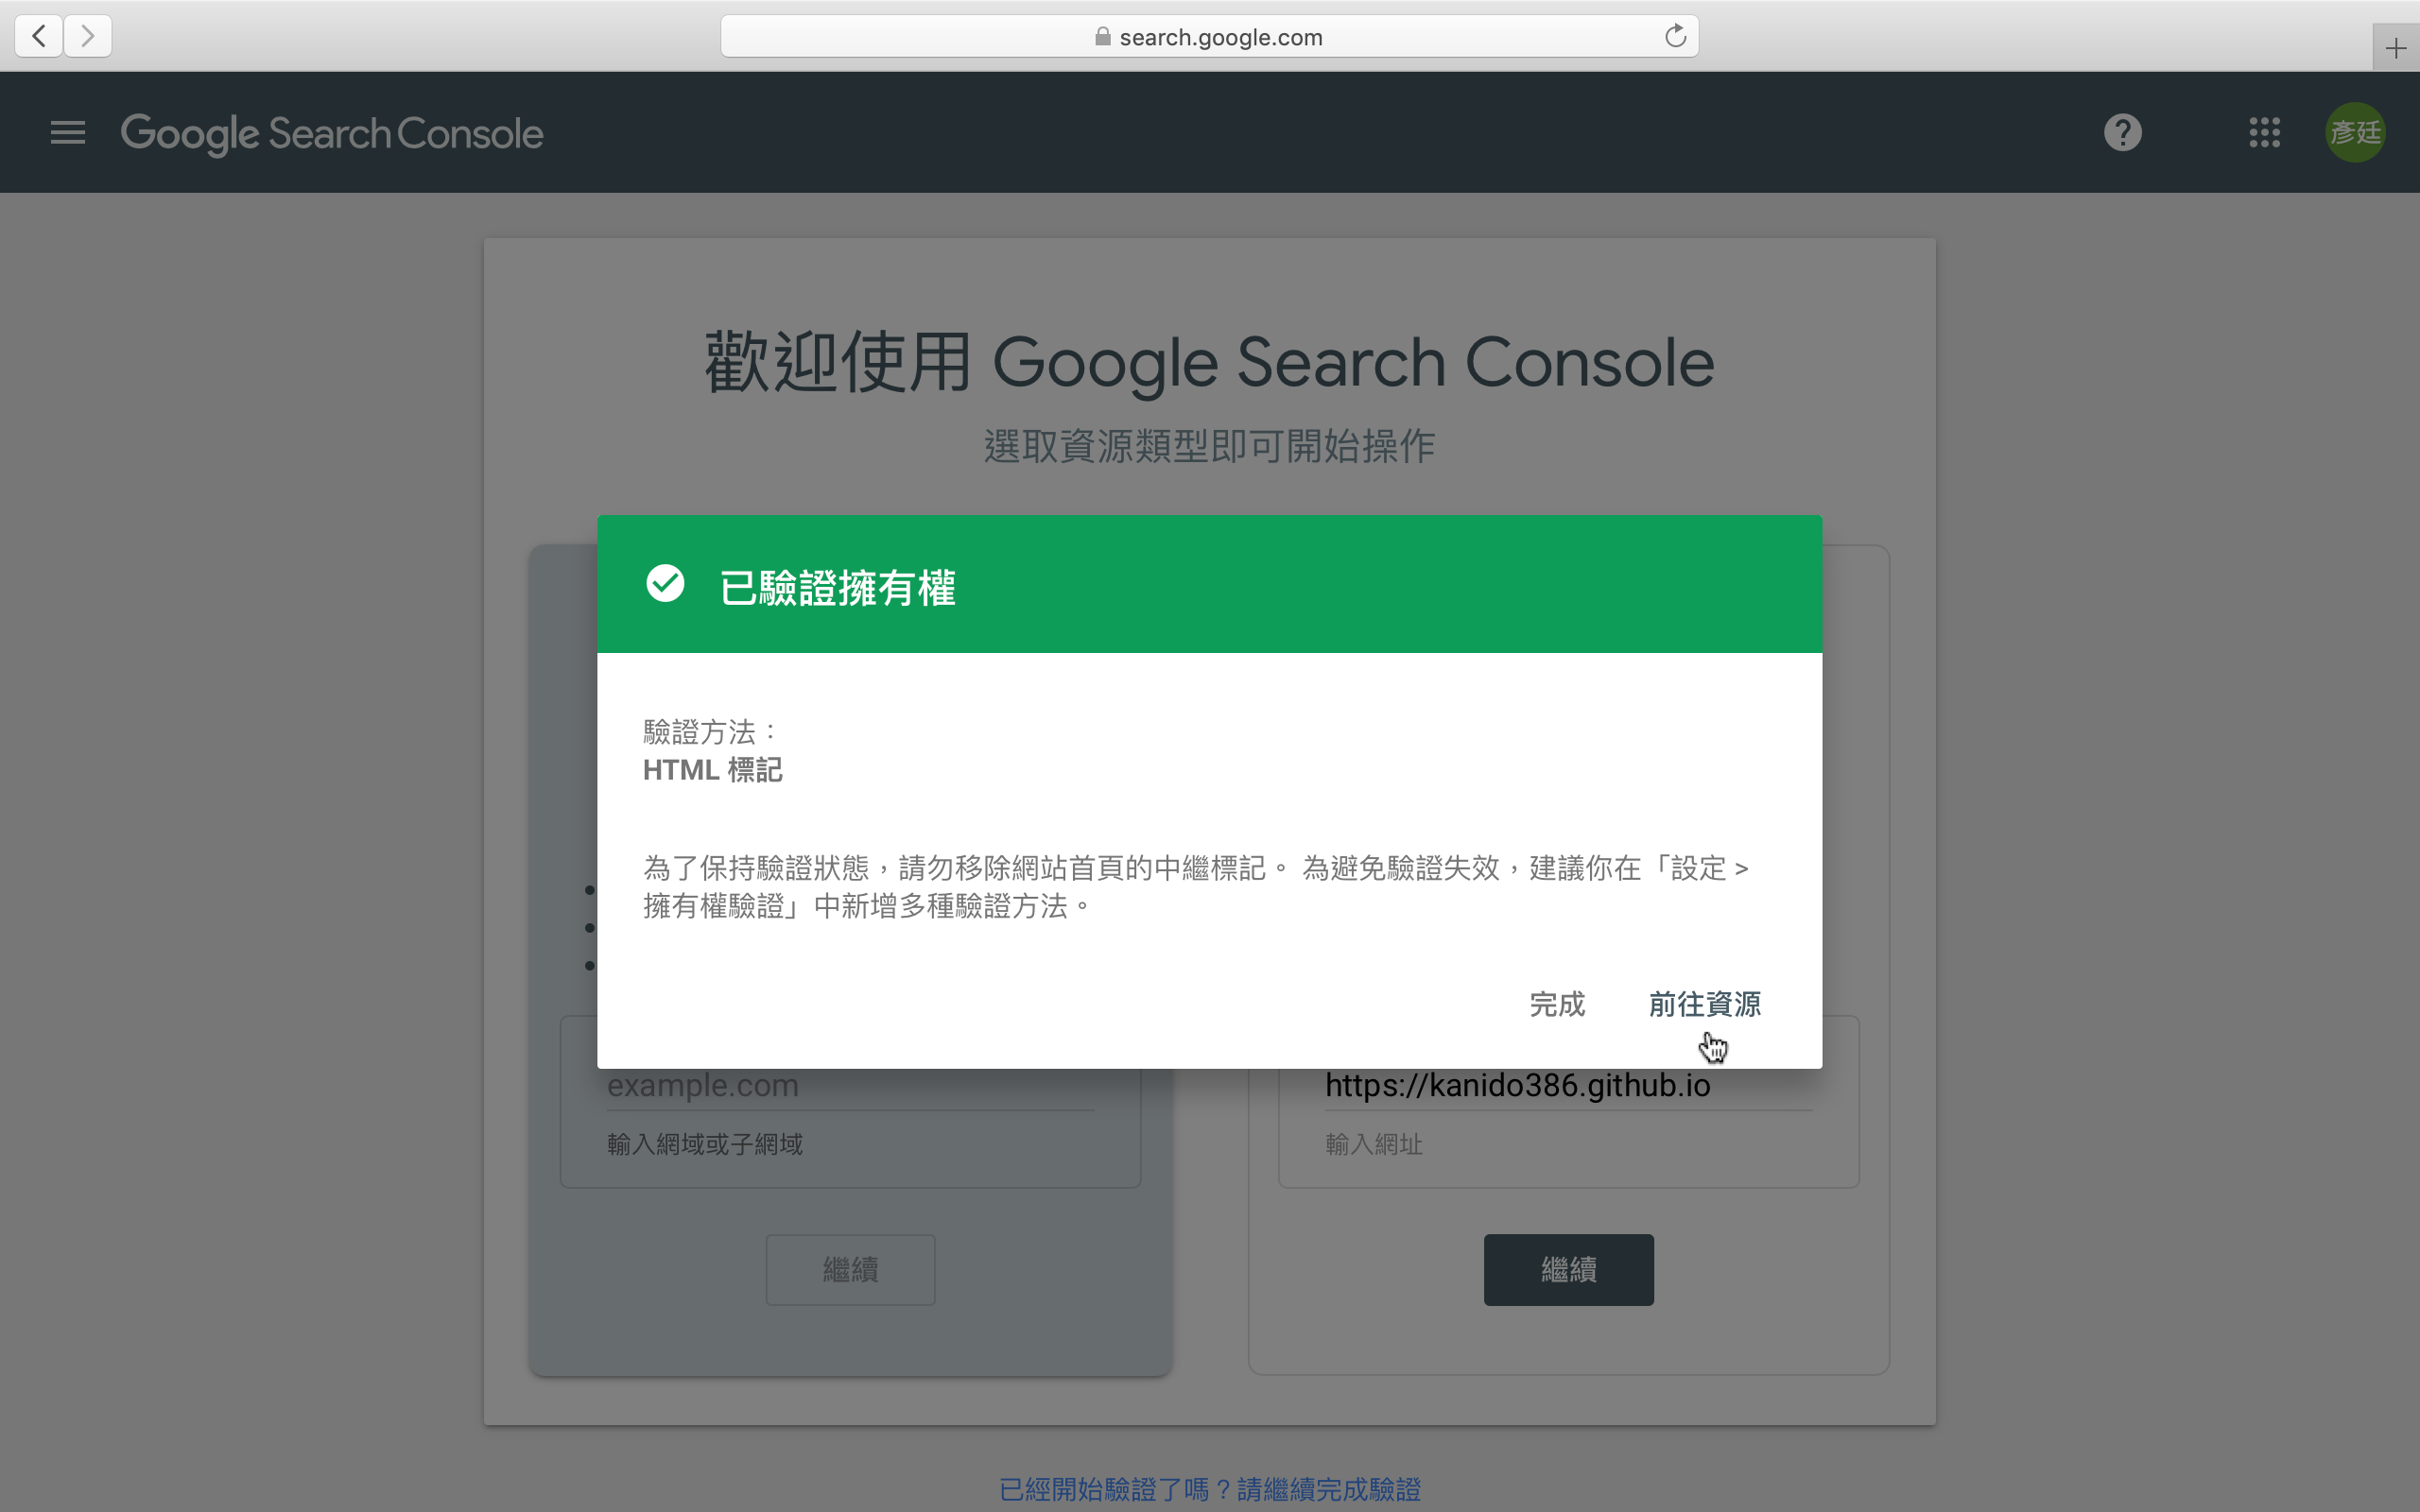 search.google.com
Google Search Console
彥廷
歡迎使用 Google Search Console
選取資源類型即可開始操作
已驗證擁有權
驗證方法：
HTML 標記
為了保持驗證狀態，請勿移除網站首頁的中繼標記。 為避免驗證失效，建議你在「設定 >
擁有權驗證」中新增多種驗證方法。
完成
前往資源
example.com
輸入網域或子網域
繼續
https://kanido386.github.io
輸入網址
繼續
已經開始驗證了嗎？請繼續完成驗證